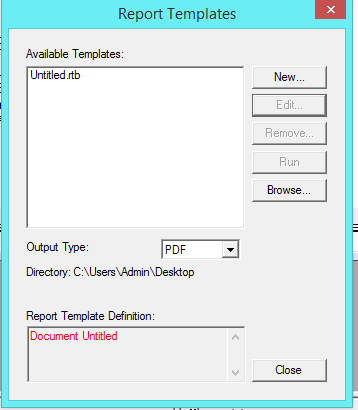 Report Templates
Available Templates:
Untitled.rtb
New...
Edit...
Remove...
Run
Browse...
Output Type:
PDF
Directory: C:\Users\Admin\Desktop
Report Template Definition:
Document Untitled
Close